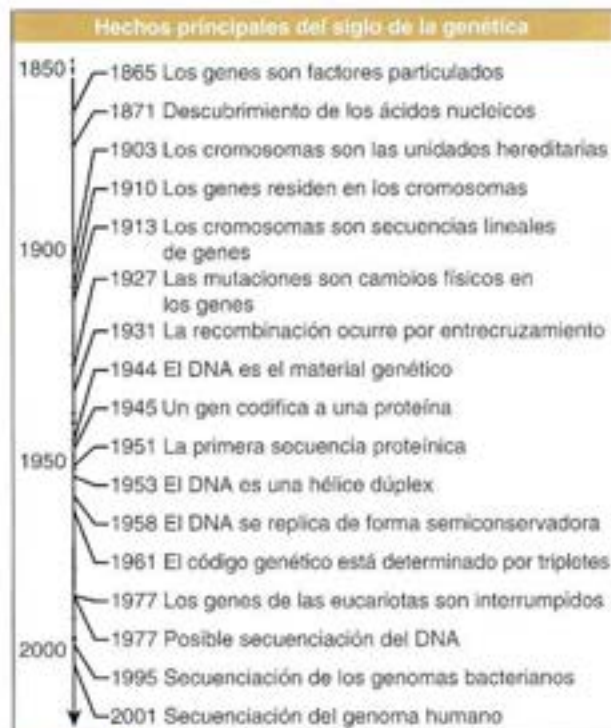 Hechos principales del siglo de la genética
1850
1865 Los genes son factores particulados
1871 Descubrimiento de los ácidos nucleicos
1903 Los cromosomas son las unidades hereditarias
1910 Los genes residen en los cromosomas
1913 Los cromosomas son secuencias lineales
de genes
1900
1927 Las mutaciones son cambios físicos en
los genes
1931 La recombinación ocurre por entrecruzamiento
1944 El DNA es el material genético
1945 Un gen codifica a una proteína
1951 La primera secuencia proteínica
1950
1953 El DNA es una hélice dúplex
1958 El DNA se replica de forma semiconservadora
1961 El código genético está determinado por tripletes
1977 Los genes de las eucariotas son interrumpidos
1977 Posible secuenciación del DNA
2000
1995 Secuenciación de los genomas bacterianos
2001 Secuenciación del genoma humano